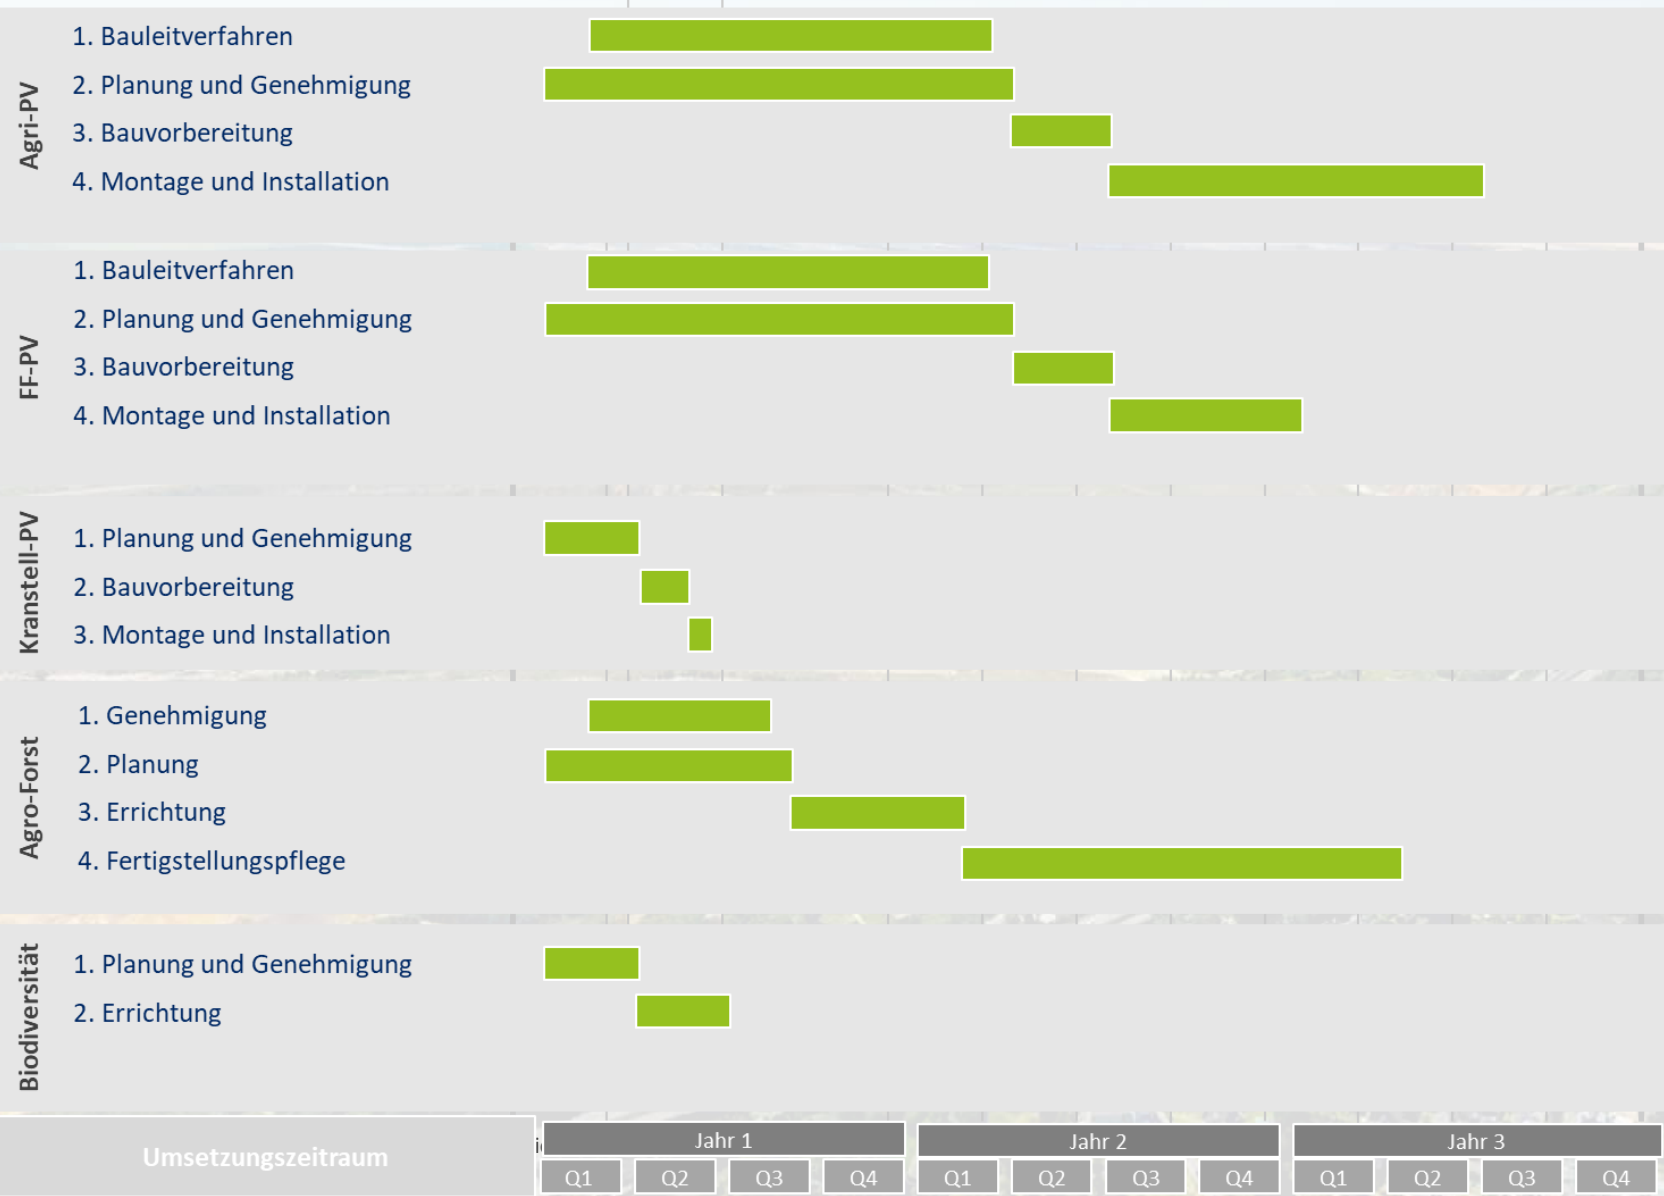 Agri-PV
1. Bauleitverfahren
2. Planung und Genehmigung
3. Bauvorbereitung
4. Montage und Installation
FF-PV
1. Bauleitverfahren
2. Planung und Genehmigung
3. Bauvorbereitung
4. Montage und Installation
Kranstell-PV
1. Planung und Genehmigung
2. Bauvorbereitung
3. Montage und Installation
Agro-Forst
1. Genehmigung
2. Planung
3. Errichtung
4. Fertigstellungspflege
Biodiversität
1. Planung und Genehmigung
2. Errichtung
Umsetzungszeitraum
Jahr 1 Jahr 2 Jahr 3
Q1 Q2 Q3 Q4 Q1 Q2 Q3 Q4 Q1 Q2 Q3 Q4